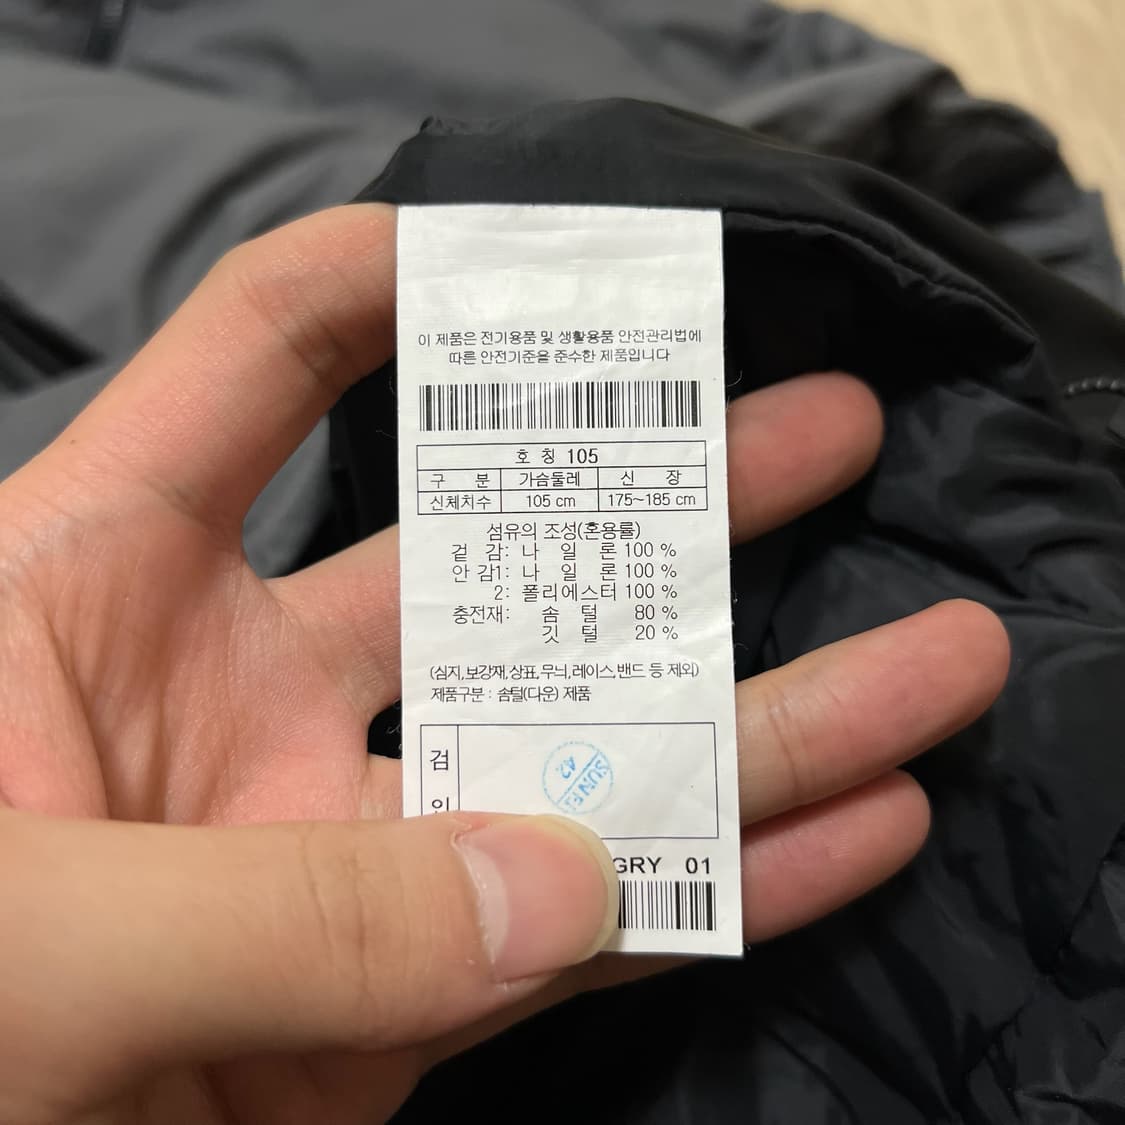 이 제품은 전기용품 및 생활용품 안전관리법에
따른 안전기준을 준수한 제품입니다
호 칭 105
구 분 가슴둘레 신 장
신체치수 105 cm 175~185 cm
섬유의 조성(혼용률)
겉 감: 나 일 론 100 %
안 감1: 나 일 론 100 %
2: 폴리에스터 100 %
충전재: 솜 털 80 %
깃 털 20 %
(심지,보강재,상표,무늬,레이스,밴드 등 제외)
제품구분 : 솜털(다운) 제품
검
42
GRY 01